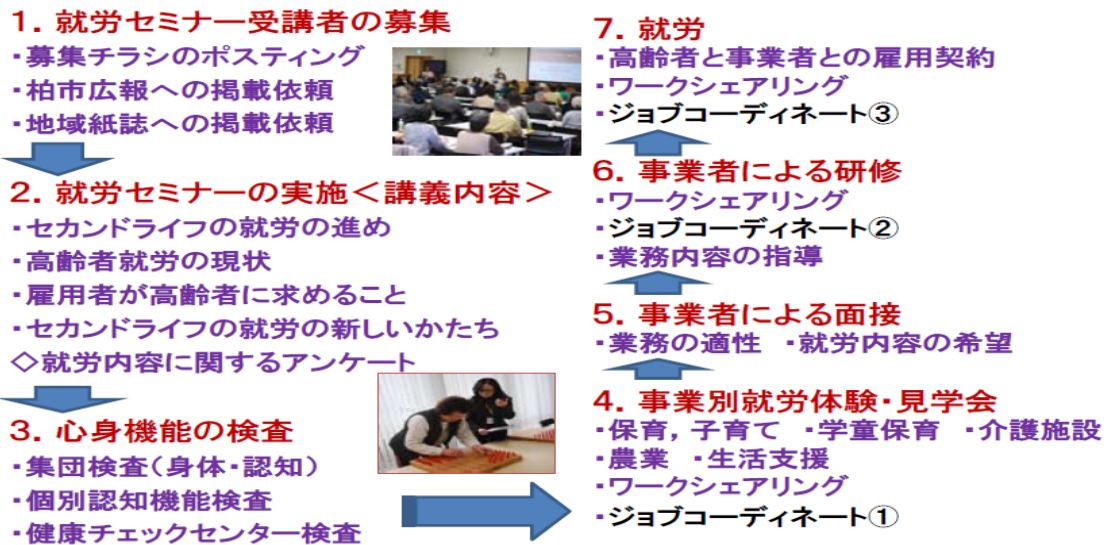 1．就労セミナー受講者の募集
・募集チラシのポスティング
・柏市広報への掲載依頼
・地域紙誌への掲載依頼
2．就労セミナーの実施＜講義内容＞
・セカンドライフの就労の進め
・高齢者就労の現状
・雇用者が高齢者に求めること
・セカンドライフの就労の新しいかたち
◇就労内容に関するアンケート
3．心身機能の検査
・集団検査（身体・認知）
・個別認知機能検査
・健康チェックセンター検査
4．事業別就労体験・見学会
・保育，子育て ・学童保育 ・介護施設
・農業 ・生活支援
・ワークシェアリング
・ジョブコーディネート①
5．事業者による面接
・業務の適性 ・就労内容の希望
6．事業者による研修
・ワークシェアリング
・ジョブコーディネート②
・業務内容の指導
7．就労
・高齢者と事業者との雇用契約
・ワークシェアリング
・ジョブコーディネート③